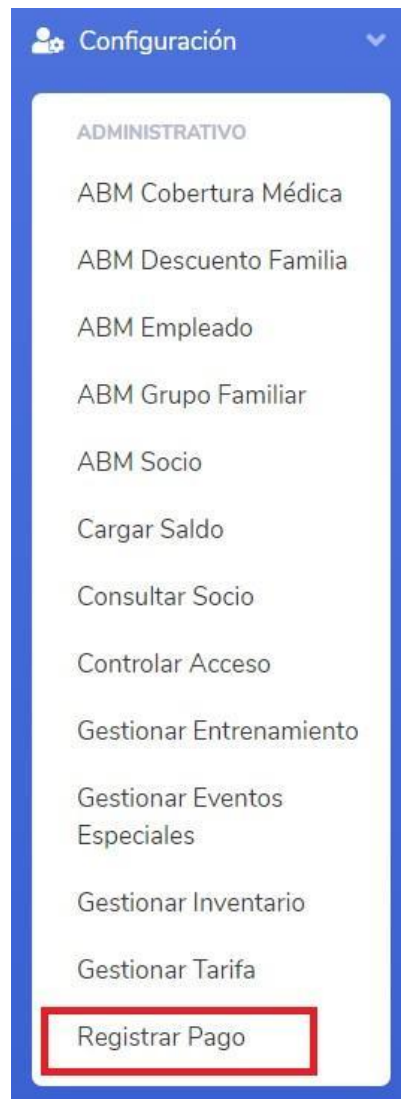 Configuración
ADMINISTRATIVO
ABM Cobertura Médica
ABM Descuento Familia
ABM Empleado
ABM Grupo Familiar
ABM Socio
Cargar Saldo
Consultar Socio
Controlar Acceso
Gestionar Entrenamiento
Gestionar Eventos
Especiales
Gestionar Inventario
Gestionar Tarifa
Registrar Pago